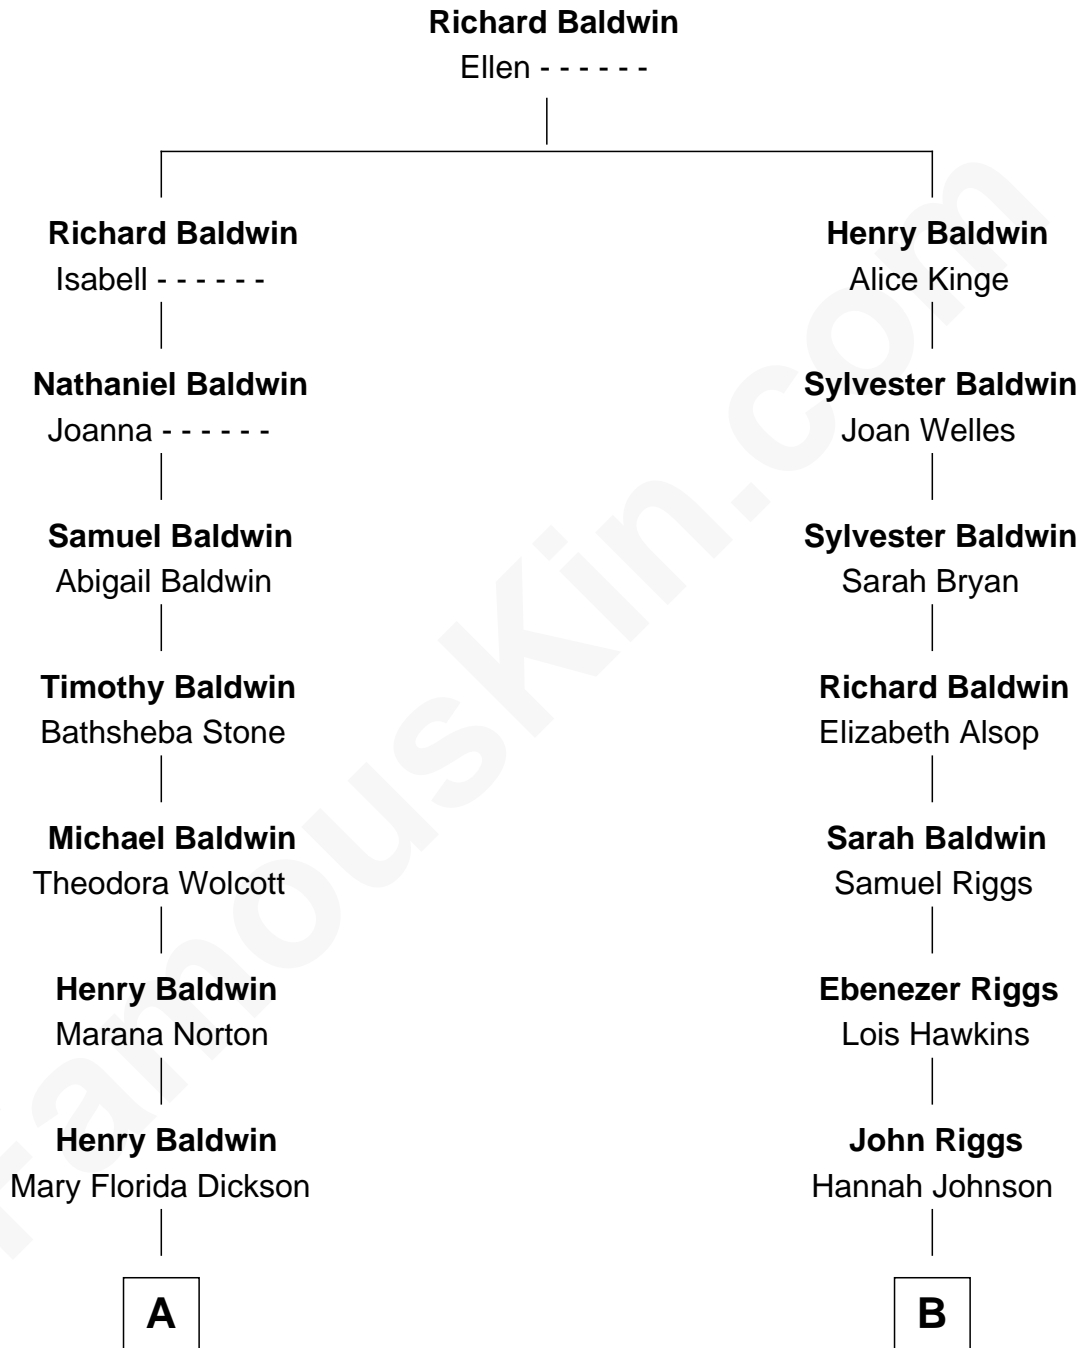 Richard Baldwin
Ellen - - - - - -
Richard Baldwin
Isabell - - - - - -
Nathaniel Baldwin
Joanna - - - - - -
Samuel Baldwin
Abigail Baldwin
Timothy Baldwin
Bathsheba Stone
Michael Baldwin
Theodora Wolcott
Henry Baldwin
Marana Norton
Henry Baldwin
Mary Florida Dickson
A
Henry Baldwin
Alice Kinge
Sylvester Baldwin
Joan Welles
Sylvester Baldwin
Sarah Bryan
Richard Baldwin
Elizabeth Alsop
Sarah Baldwin
Samuel Riggs
Ebenezer Riggs
Lois Hawkins
John Riggs
Hannah Johnson
B
FamousKin.com